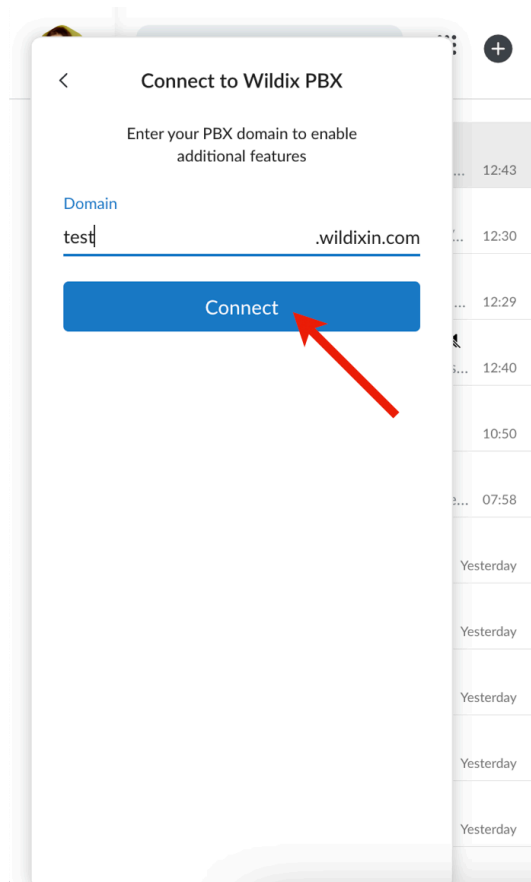 Connect to Wildix PBX
Enter your PBX domain to enable
additional features
Domain
test .wildixin.com
Connect
... 12:43
... 12:30
... 12:29
s... 12:40
10:50
e... 07:58
Yesterday
Yesterday
Yesterday
Yesterday
Yesterday